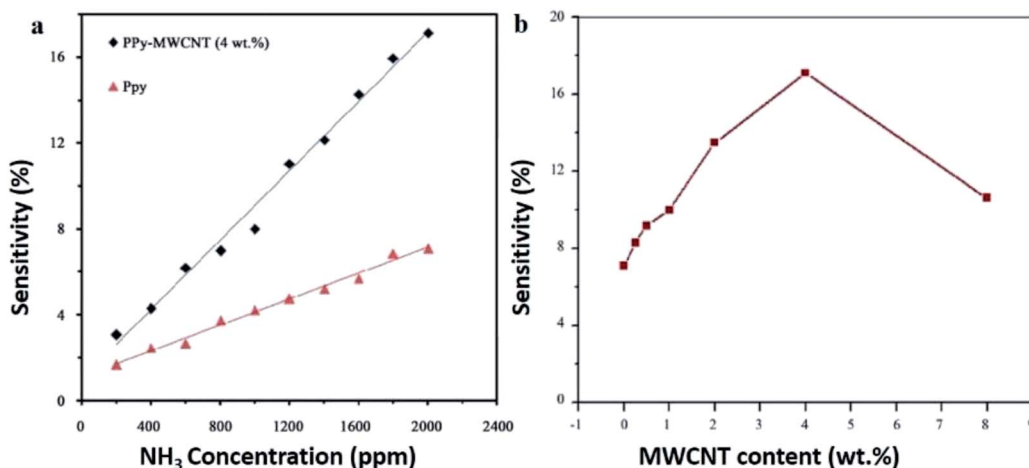 a
PPy-MWCNT (4 wt.%)
Ppy
16
12
8
4
0
Sensitivity (%)
0 400 800 1200 1600 2000 2400
NH₃ Concentration (ppm)
b
20
16
12
8
4
0
Sensitivity (%)
-1 0 1 2 3 4 5 6 7 8
MWCNT content (wt.%)